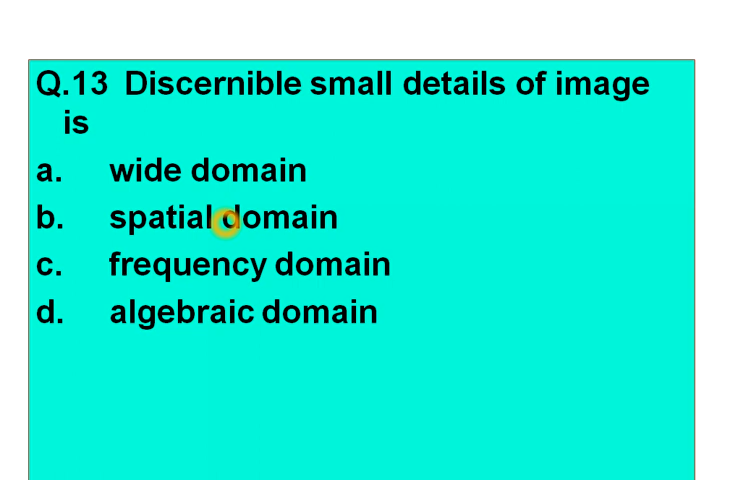 Q.13 Discernible small details of image
is
a. wide domain
b. spatial domain
c. frequency domain
d. algebraic domain